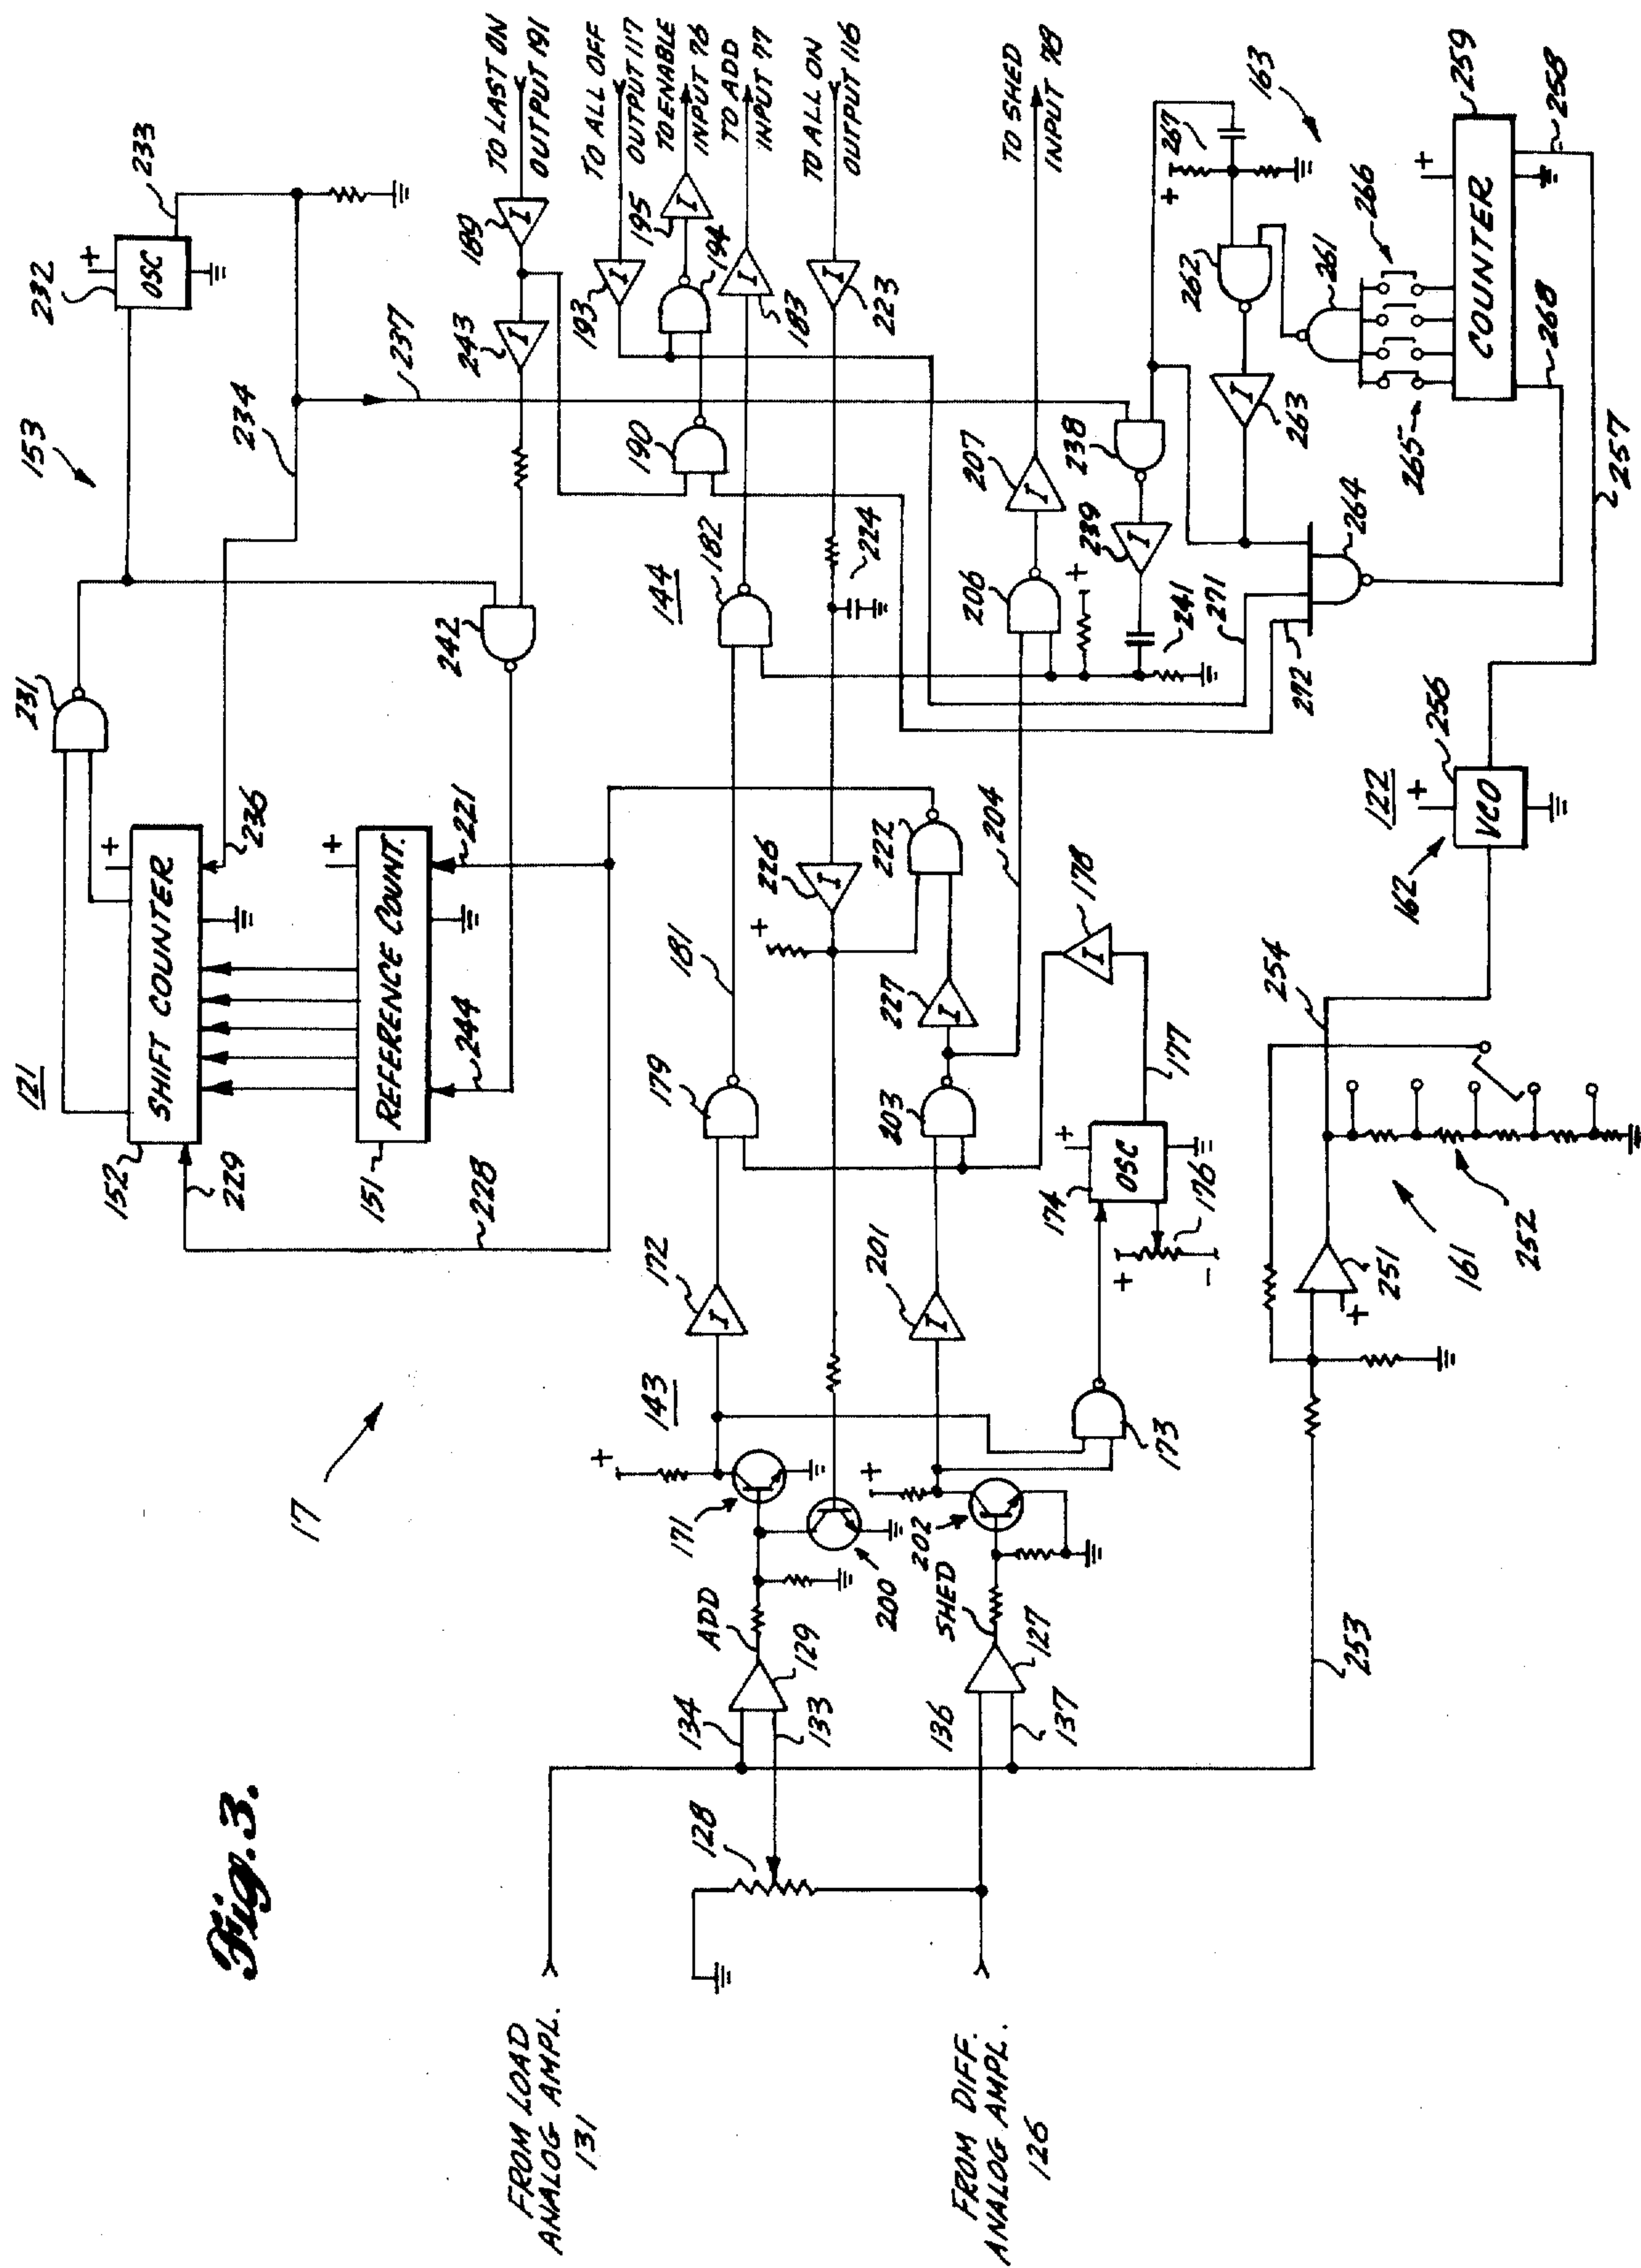 Fig. 3.
17
121
153
152
SHIFT COUNTER
+
236
229
231
234
232
OSC
+
233
151
REFERENCE COUNT.
+
221
244
228
242
243
189
TO LAST ON
OUTPUT 191
237
193
TO ALL OFF
OUTPUT 117
195
TO ENABLE
INPUT 76
194
TO ADD
INPUT 77
183
190
TO ALL ON
OUTPUT 116
223
224
143
144
172
179
181
182
+
171
ADD
129
134
133
128
200
226
+
222
227
204
206
207
TO SHED
INPUT 78
201
203
+
202
SHED
127
136
137
173
174
OSC
+
176
+
-
177
178
238
239
+
241
271
272
264
263
262
261
267
+
163
266
265
COUNTER
+
259
258
268
257
122
+
256
VCO
162
254
251
+
161
252
253
FROM LOAD
ANALOG AMPL.
131
FROM DIFF.
ANALOG AMPL.
126
I
I
I
I
I
I
I
I
I
I
I
I
I
I